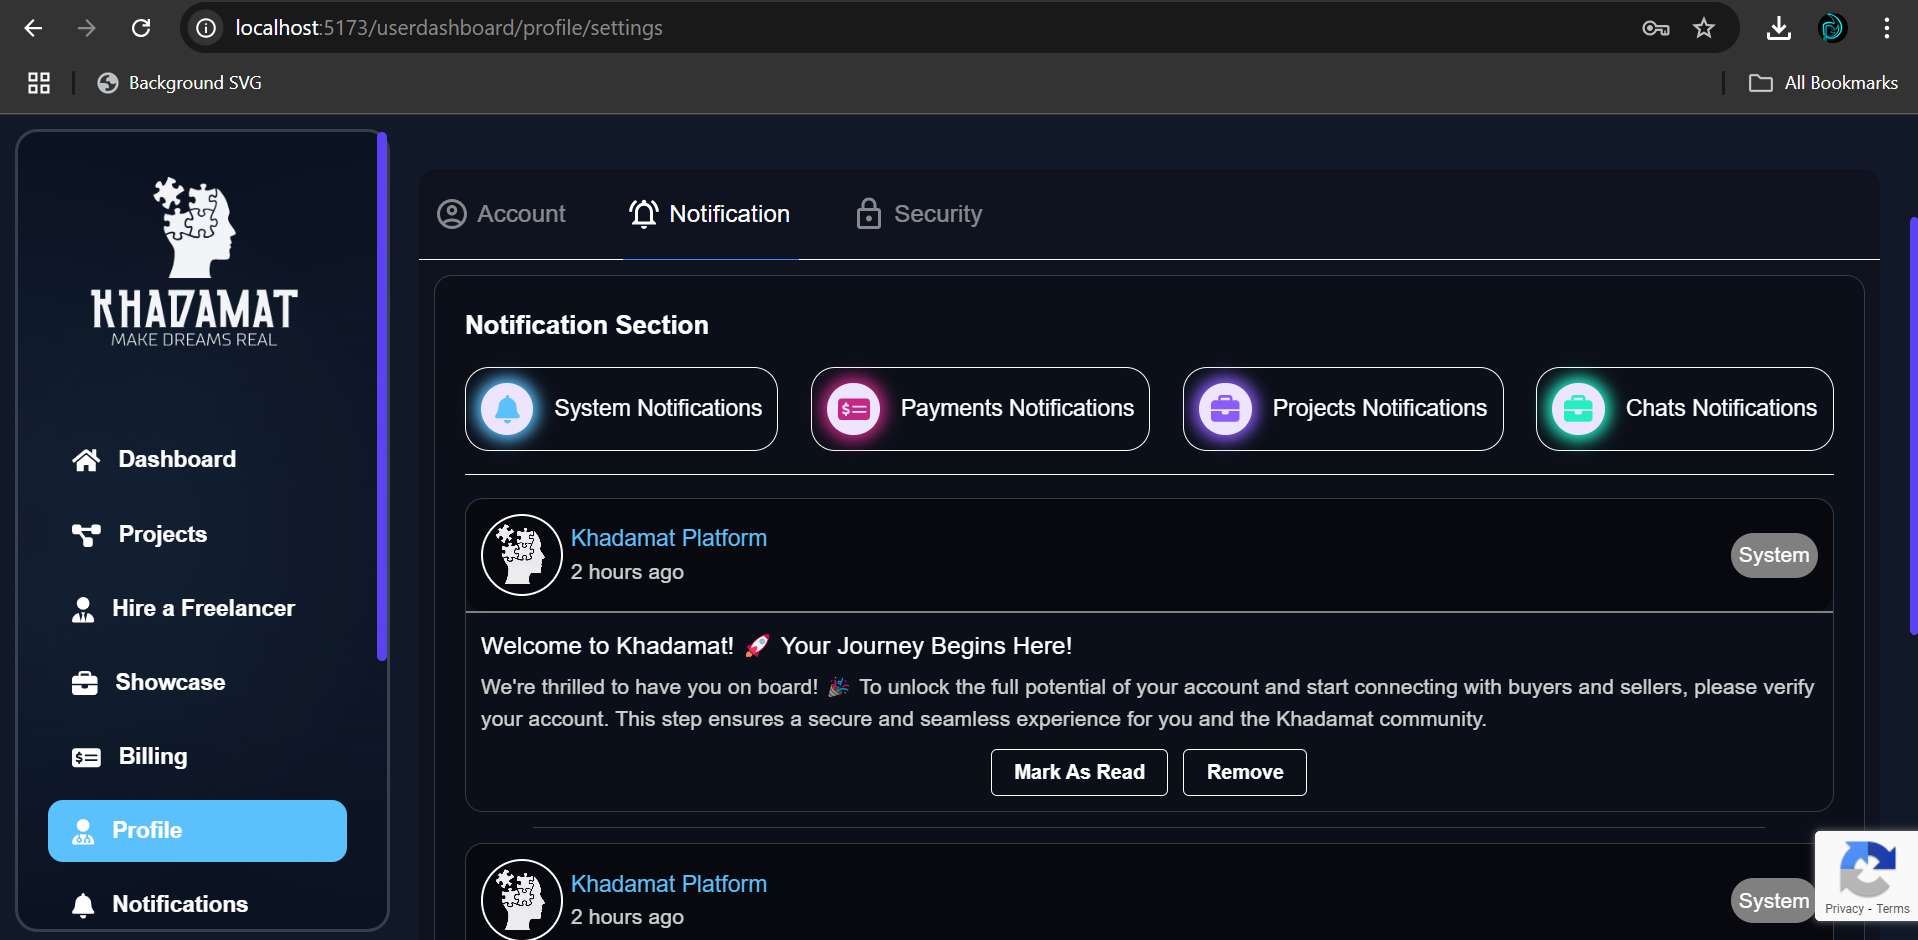 localhost:5173/userdashboard/profile/settings
Background SVG
All Bookmarks
KHADAMAT
MAKE DREAMS REAL
Dashboard
Projects
Hire a Freelancer
Showcase
Billing
Profile
Notifications
Account
Notification
Security
Notification Section
System Notifications
Payments Notifications
Projects Notifications
Chats Notifications
Khadamat Platform
2 hours ago
System
Welcome to Khadamat! 🚀 Your Journey Begins Here!
We're thrilled to have you on board! 🎉 To unlock the full potential of your account and start connecting with buyers and sellers, please verify
your account. This step ensures a secure and seamless experience for you and the Khadamat community.
Mark As Read
Remove
Khadamat Platform
2 hours ago
System
Privacy - Terms